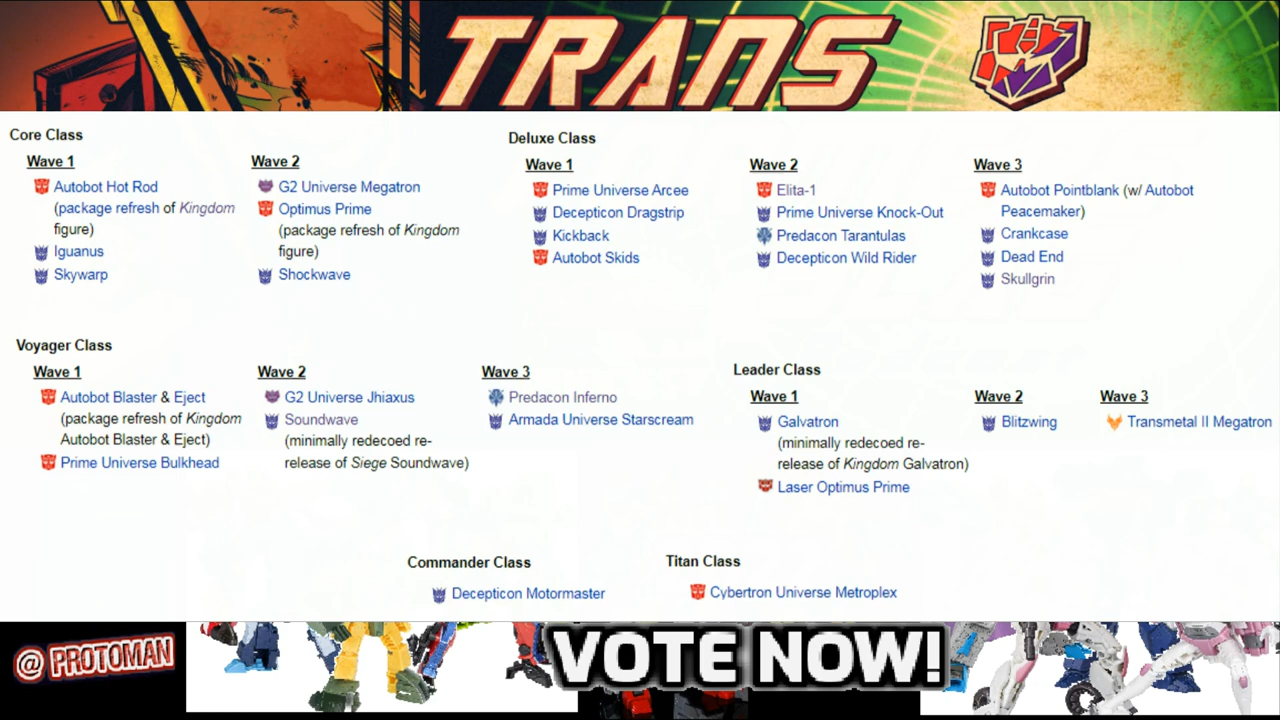 TRANS
Core Class
Wave 1
Autobot Hot Rod
(package refresh of Kingdom
figure)
Iguanus
Skywarp
Wave 2
G2 Universe Megatron
Optimus Prime
(package refresh of Kingdom
figure)
Shockwave
Deluxe Class
Wave 1
Prime Universe Arcee
Decepticon Dragstrip
Kickback
Autobot Skids
Wave 2
Elita-1
Prime Universe Knock-Out
Predacon Tarantulas
Decepticon Wild Rider
Wave 3
Autobot Pointblank (w/ Autobot
Peacemaker)
Crankcase
Dead End
Skullgrin
Voyager Class
Wave 1
Autobot Blaster & Eject
(package refresh of Kingdom
Autobot Blaster & Eject)
Prime Universe Bulkhead
Wave 2
G2 Universe Jhiaxus
Soundwave
(minimally redecoed re-
release of Siege Soundwave)
Wave 3
Predacon Inferno
Armada Universe Starscream
Leader Class
Wave 1
Galvatron
(minimally redecoed re-
release of Kingdom Galvatron)
Laser Optimus Prime
Wave 2
Blitzwing
Wave 3
Transmetal II Megatron
Commander Class
Decepticon Motormaster
Titan Class
Cybertron Universe Metroplex
@ PROTOMAN
VOTE NOW!